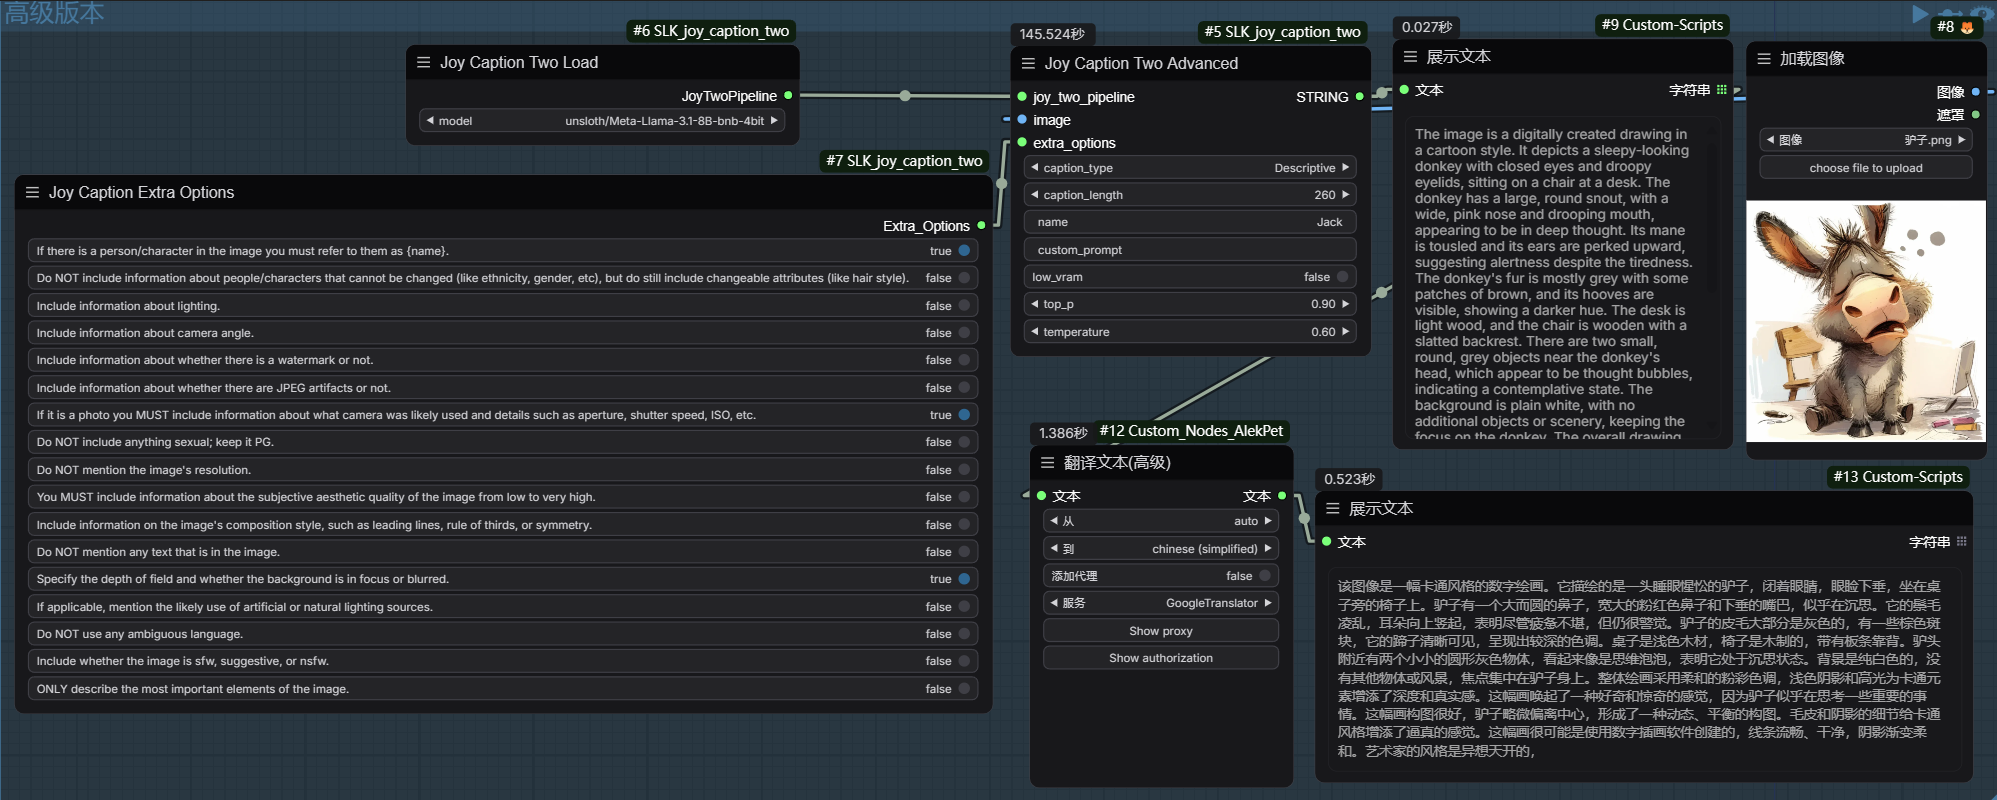 高级版本
#6 SLK_joy_caption_two
Joy Caption Two Load
JoyTwoPipeline
model unsloth/Meta-Llama-3.1-8B-bnb-4bit
#7 SLK_joy_caption_two
Joy Caption Extra Options
Extra_Options
If there is a person/character in the image you must refer to them as {name}. true
Do NOT include information about people/characters that cannot be changed (like ethnicity, gender, etc), but do still include changeable attributes (like hair style). false
Include information about lighting. false
Include information about camera angle. false
Include information about whether there is a watermark or not. false
Include information about whether there are JPEG artifacts or not. false
If it is a photo you MUST include information about what camera was likely used and details such as aperture, shutter speed, ISO, etc. true
Do NOT include anything sexual; keep it PG. false
Do NOT mention the image's resolution. false
You MUST include information about the subjective aesthetic quality of the image from low to very high. false
Include information on the image's composition style, such as leading lines, rule of thirds, or symmetry. false
Do NOT mention any text that is in the image. false
Specify the depth of field and whether the background is in focus or blurred. true
If applicable, mention the likely use of artificial or natural lighting sources. false
Do NOT use any ambiguous language. false
Include whether the image is sfw, suggestive, or nsfw. false
ONLY describe the most important elements of the image. false
145.524秒
#5 SLK_joy_caption_two
Joy Caption Two Advanced
joy_two_pipeline STRING
image
extra_options
caption_type Descriptive
caption_length 260
name Jack
custom_prompt
low_vram false
top_p 0.90
temperature 0.60
0.027秒
#9 Custom-Scripts
展示文本
文本 字符串
The image is a digitally created drawing in
a cartoon style. It depicts a sleepy-looking
donkey with closed eyes and droopy
eyelids, sitting on a chair at a desk. The
donkey has a large, round snout, with a
wide, pink nose and drooping mouth,
appearing to be in deep thought. Its mane
is tousled and its ears are perked upward,
suggesting alertness despite the tiredness.
The donkey's fur is mostly grey with some
patches of brown, and its hooves are
visible, showing a darker hue. The desk is
light wood, and the chair is wooden with a
slatted backrest. There are two small,
round, grey objects near the donkey's
head, which appear to be thought bubbles,
indicating a contemplative state. The
background is plain white, with no
additional objects or scenery, keeping the
focus on the donkey. The overall drawing
#8
加载图像
图像
遮罩
图像 驴子.png
choose file to upload
1.386秒
#12 Custom_Nodes_AlekPet
翻译文本(高级)
文本 文本
从 auto
到 chinese (simplified)
添加代理 false
服务 GoogleTranslator
Show proxy
Show authorization
0.523秒
#13 Custom-Scripts
展示文本
文本 字符串
该图像是一幅卡通风格的数字绘画。它描绘的是一头睡眼惺忪的驴子，闭着眼睛，眼睑下垂，坐在桌
子旁的椅子上。驴子有一个大而圆的鼻子，宽大的粉红色鼻子和下垂的嘴巴，似乎在沉思。它的鬃毛
凌乱，耳朵向上竖起，表明尽管疲惫不堪，但仍很警觉。驴子的皮毛大部分是灰色的，有一些棕色斑
块，它的蹄子清晰可见，呈现出较深的色调。桌子是浅色木材，椅子是木制的，带有板条靠背。驴头
附近有两个小小的圆形灰色物体，看起来像是思维泡泡，表明它处于沉思状态。背景是纯白色的，没
有其他物体或风景，焦点集中在驴子身上。整体绘画采用柔和的粉彩色调，浅色阴影和高光为卡通元
素增添了深度和真实感。这幅画唤起了一种好奇和惊奇的感觉，因为驴子似乎在思考一些重要的事
情。这幅画构图很好，驴子略微偏离中心，形成了一种动态、平衡的构图。毛皮和阴影的细节给卡通
风格增添了逼真的感觉。这幅画很可能是使用数字插画软件创建的，线条流畅、干净，阴影渐变柔
和。艺术家的风格是异想天开的，